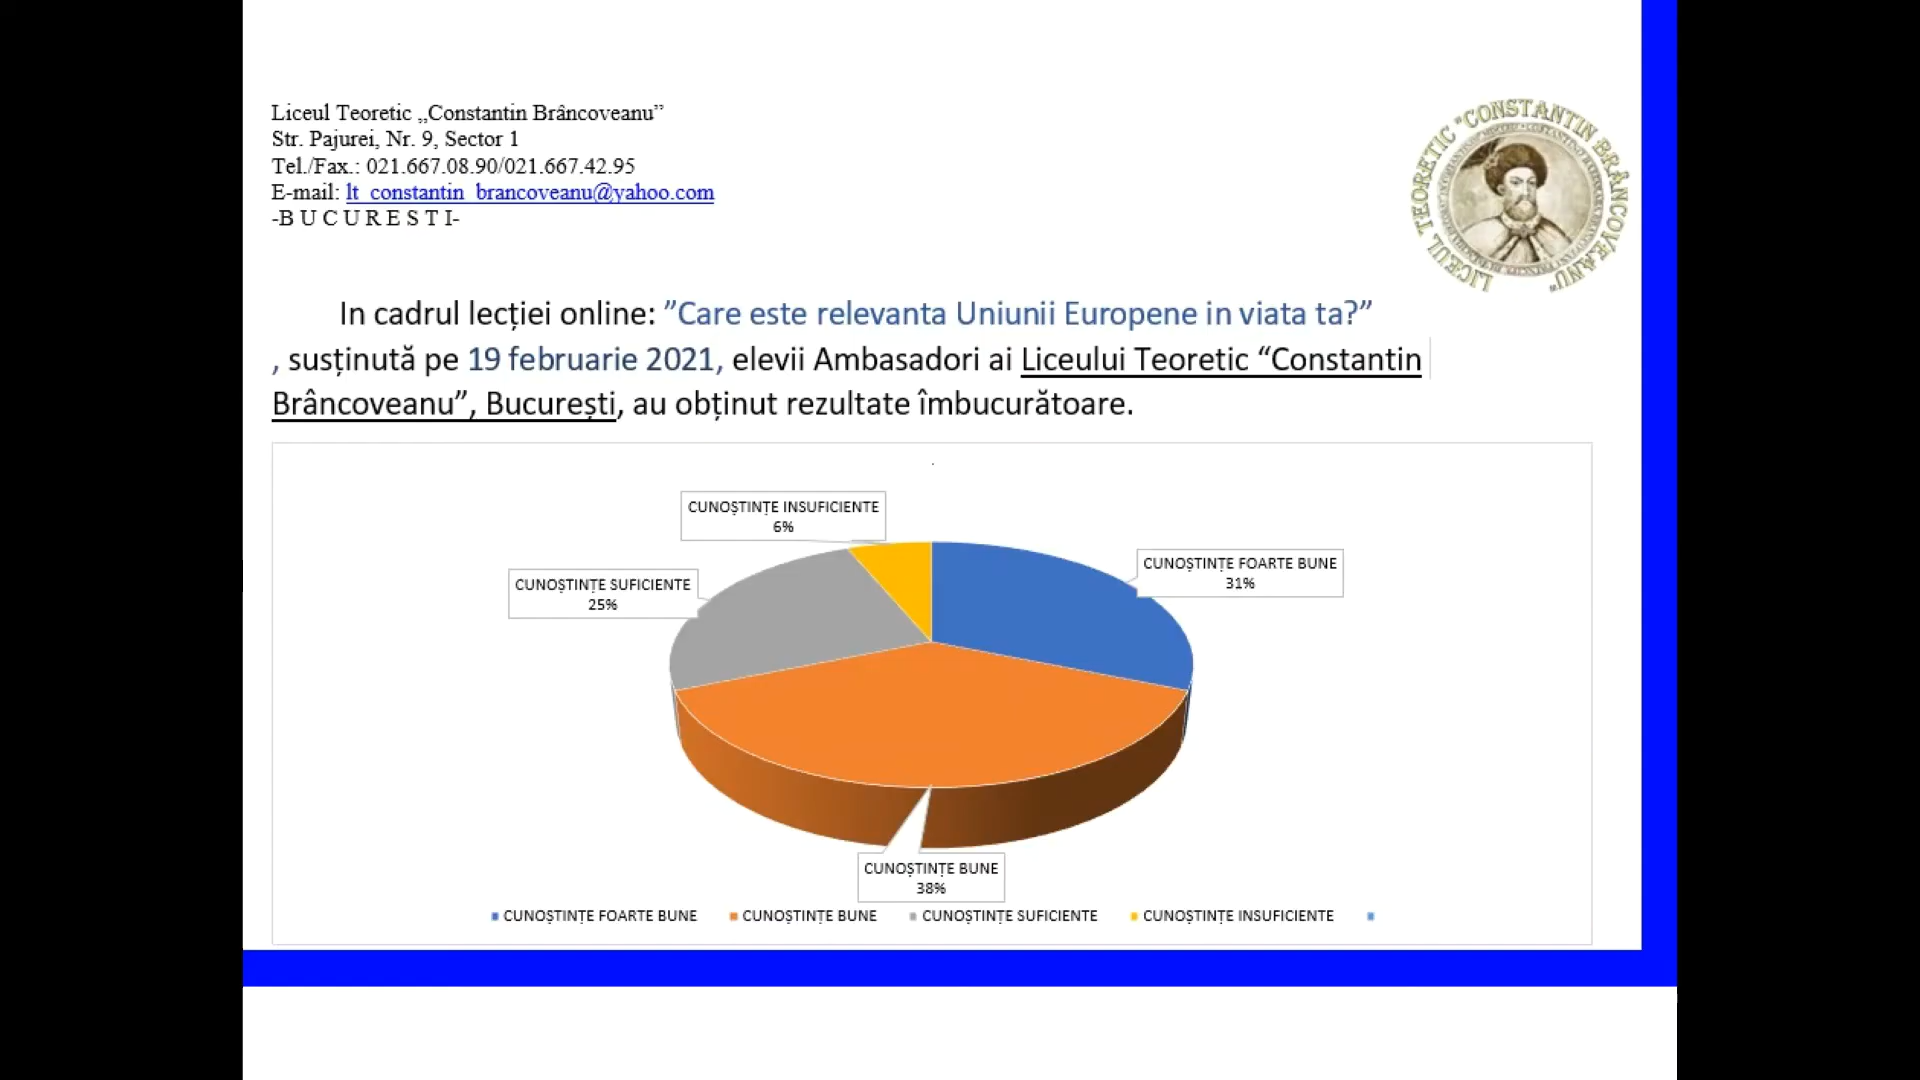 Liceul Teoretic „Constantin Brâncoveanu”
Str. Pajurei, Nr. 9, Sector 1
Tel./Fax.: 021.667.08.90/021.667.42.95
E-mail: lt_constantin_brancoveanu@yahoo.com
-B U C U R E S T I-
LICEUL TEORETIC "CONSTANTIN BRÂNCOVEANU"
In cadrul lecției online: ”Care este relevanta Uniunii Europene in viata ta?”
, susținută pe 19 februarie 2021, elevii Ambasadori ai Liceului Teoretic “Constantin
Brâncoveanu”, București, au obținut rezultate îmbucurătoare.
CUNOȘTINȚE INSUFICIENTE
6%
CUNOȘTINȚE FOARTE BUNE
31%
CUNOȘTINȚE SUFICIENTE
25%
CUNOȘTINȚE BUNE
38%
CUNOȘTINȚE FOARTE BUNE CUNOȘTINȚE BUNE CUNOȘTINȚE SUFICIENTE CUNOȘTINȚE INSUFICIENTE